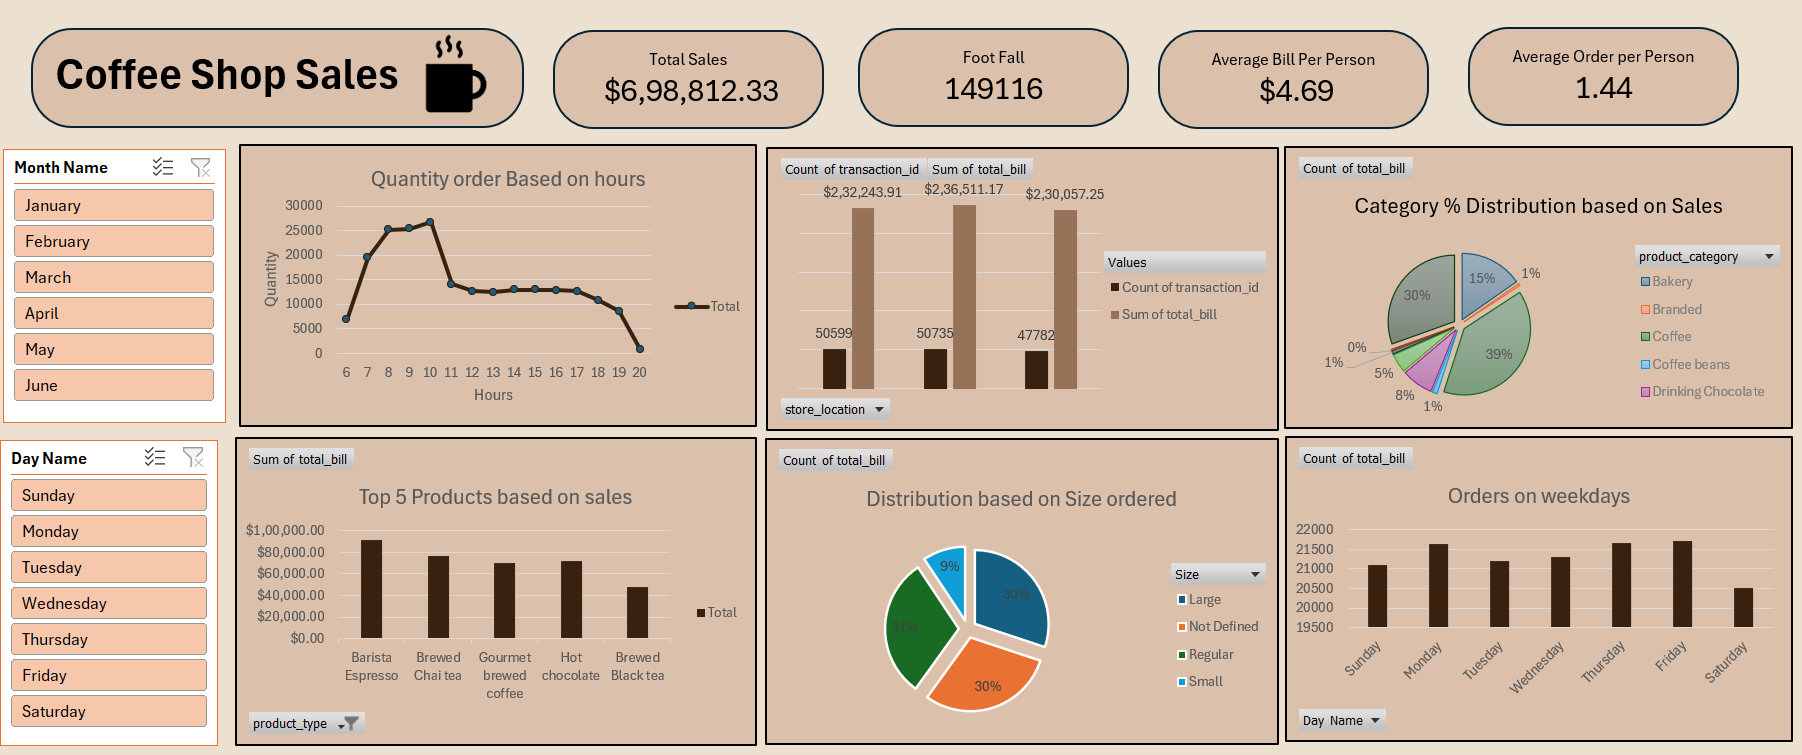 Coffee Shop Sales
Total Sales
$6,98,812.33
Foot Fall
149116
Average Bill Per Person
$4.69
Average Order per Person
1.44
Month Name
January
February
March
April
May
June
Day Name
Sunday
Monday
Tuesday
Wednesday
Thursday
Friday
Saturday
Quantity order Based on hours
30000
25000
20000
15000
10000
5000
0
Quantity
6 7 8 9 10 11 12 13 14 15 16 17 18 19 20
Hours
Total
Count of transaction_id Sum of total_bill
$2,32,243.91 $2,36,511.17 $2,30,057.25
50599 50735 47782
Values
Count of transaction_id
Sum of total_bill
store_location
Count of total_bill
Category % Distribution based on Sales
15%
1%
39%
1%
8%
5%
1%
0%
30%
product_category
Bakery
Branded
Coffee
Coffee beans
Drinking Chocolate
Sum of total_bill
Top 5 Products based on sales
$1,00,000.00
$80,000.00
$60,000.00
$40,000.00
$20,000.00
$0.00
Barista Espresso
Brewed Chai tea
Gourmet brewed coffee
Hot chocolate
Brewed Black tea
Total
product_type
Count of total_bill
Distribution based on Size ordered
9%
30%
31%
30%
Size
Large
Not Defined
Regular
Small
Count of total_bill
Orders on weekdays
22000
21500
21000
20500
20000
19500
Sunday
Monday
Tuesday
Wednesday
Thursday
Friday
Saturday
Day Name